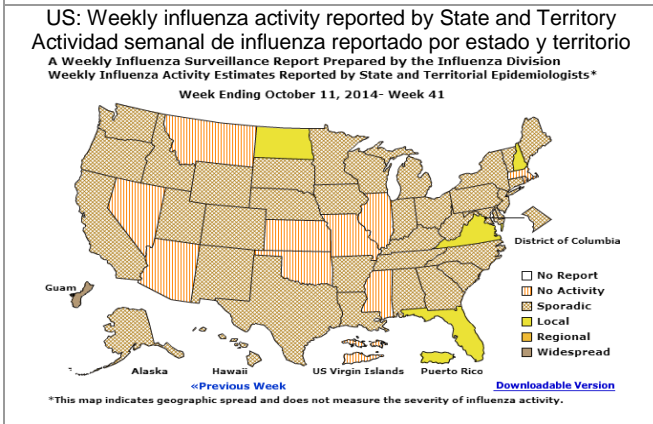 US: Weekly influenza activity reported by State and Territory
Actividad semanal de influenza reportado por estado y territorio
A Weekly Influenza Surveillance Report Prepared by the Influenza Division
Weekly Influenza Activity Estimates Reported by State and Territorial Epidemiologists*
Week Ending October 11, 2014- Week 41
District of Columbia
Guam
No Report
No Activity
Sporadic
Local
Regional
Widespread
Alaska
Hawaii
US Virgin Islands
Puerto Rico
«Previous Week
Downloadable Version
*This map indicates geographic spread and does not measure the severity of influenza activity.